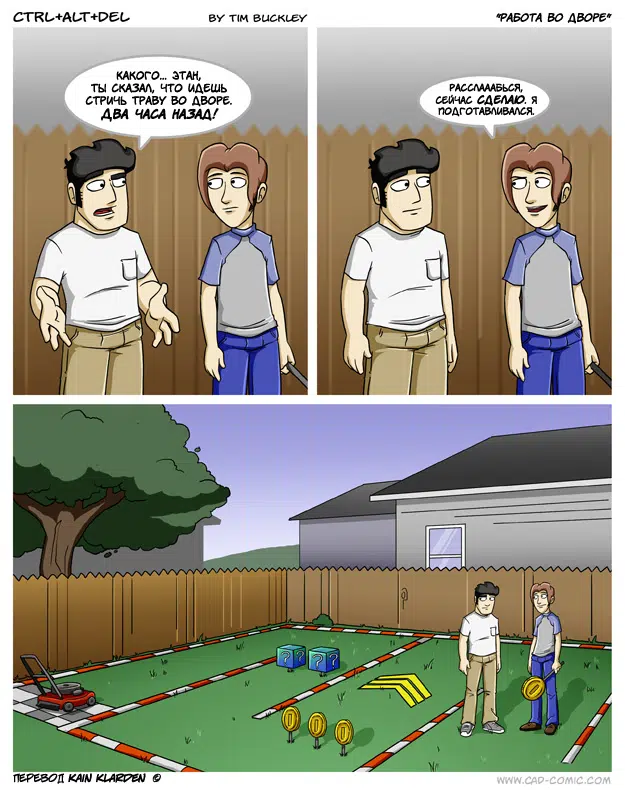 CTRL+ALT+DEL
BY TIM BUCKLEY
"РАБОТА ВО ДВОРЕ"
КАКОГО... ЭТАН,
ТЫ СКАЗАЛ, ЧТО ИДЕШЬ
СТРИЧЬ ТРАВУ ВО ДВОРЕ.
ДВА ЧАСА НАЗАД!
РАССЛАААБЬСЯ,
СЕЙЧАС СДЕЛАЮ. Я
ПОДГОТАВЛИВАЛСЯ.
? ?
ПЕРЕВОД KAIN KLARDEN ©
WWW.CAD-COMIC.COM